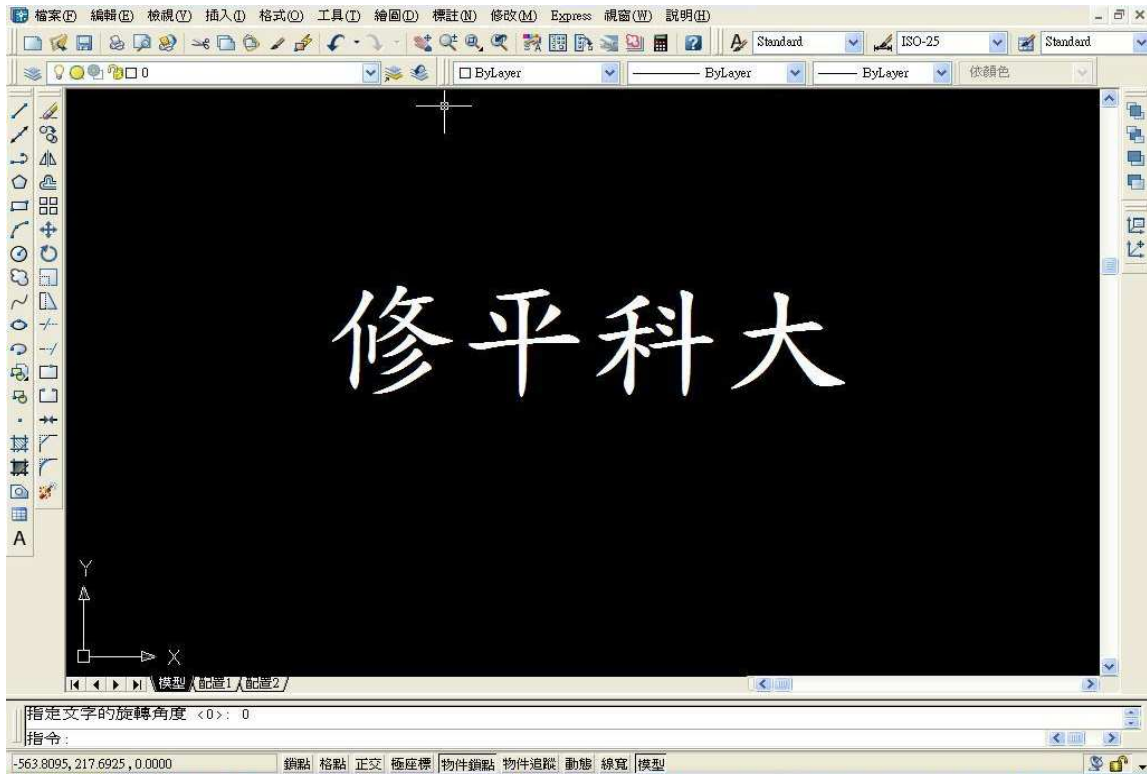 檔案(F) 編輯(E) 檢視(V) 插入(I) 格式(O) 工具(T) 繪圖(D) 標註(N) 修改(M) Express 視窗(W) 說明(H)
Standard ISO-25 Standard
0 ByLayer ByLayer ByLayer 依顏色
修平科大
Y
X
模型 配置1 配置2
指定文字的旋轉角度 <0>: 0
指令:
-563.8095, 217.6925 , 0.0000 鎖點 格點 正交 極座標 物件鎖點 物件追蹤 動態 線寬 模型